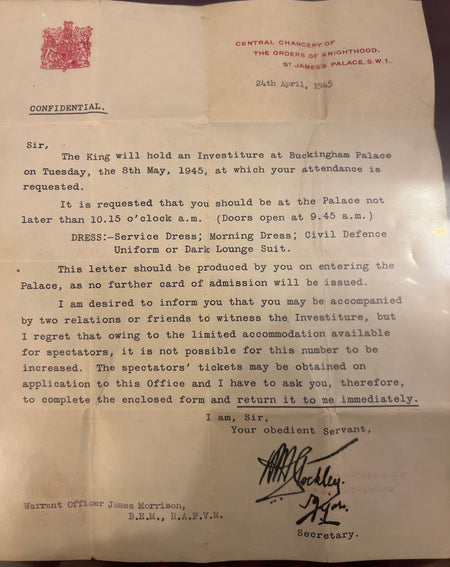 CENTRAL CHANCERY OF
THE ORDERS OF KNIGHTHOOD,
ST JAMES'S PALACE, S.W.1.
24th April, 1945
CONFIDENTIAL.
Sir,
The King will hold an Investiture at Buckingham Palace
on Tuesday, the 8th May, 1945, at which your attendance is
requested.
It is requested that you should be at the Palace not
later than 10.15 o'clock a.m. (Doors open at 9.45 a.m.)
DRESS:-Service Dress; Morning Dress; Civil Defence
Uniform or Dark Lounge Suit.
This letter should be produced by you on entering the
Palace, as no further card of admission will be issued.
I am desired to inform you that you may be accompanied
by two relations or friends to witness the Investiture, but
I regret that owing to the limited accommodation available
for spectators, it is not possible for this number to be
increased. The spectators' tickets may be obtained on
application to this Office and I have to ask you, therefore,
to complete the enclosed form and return it to me immediately.
I am, Sir,
Your obedient Servant,
Secretary.
Warrant Officer James Morrison,
B.E.M., R.A.F.V.R.